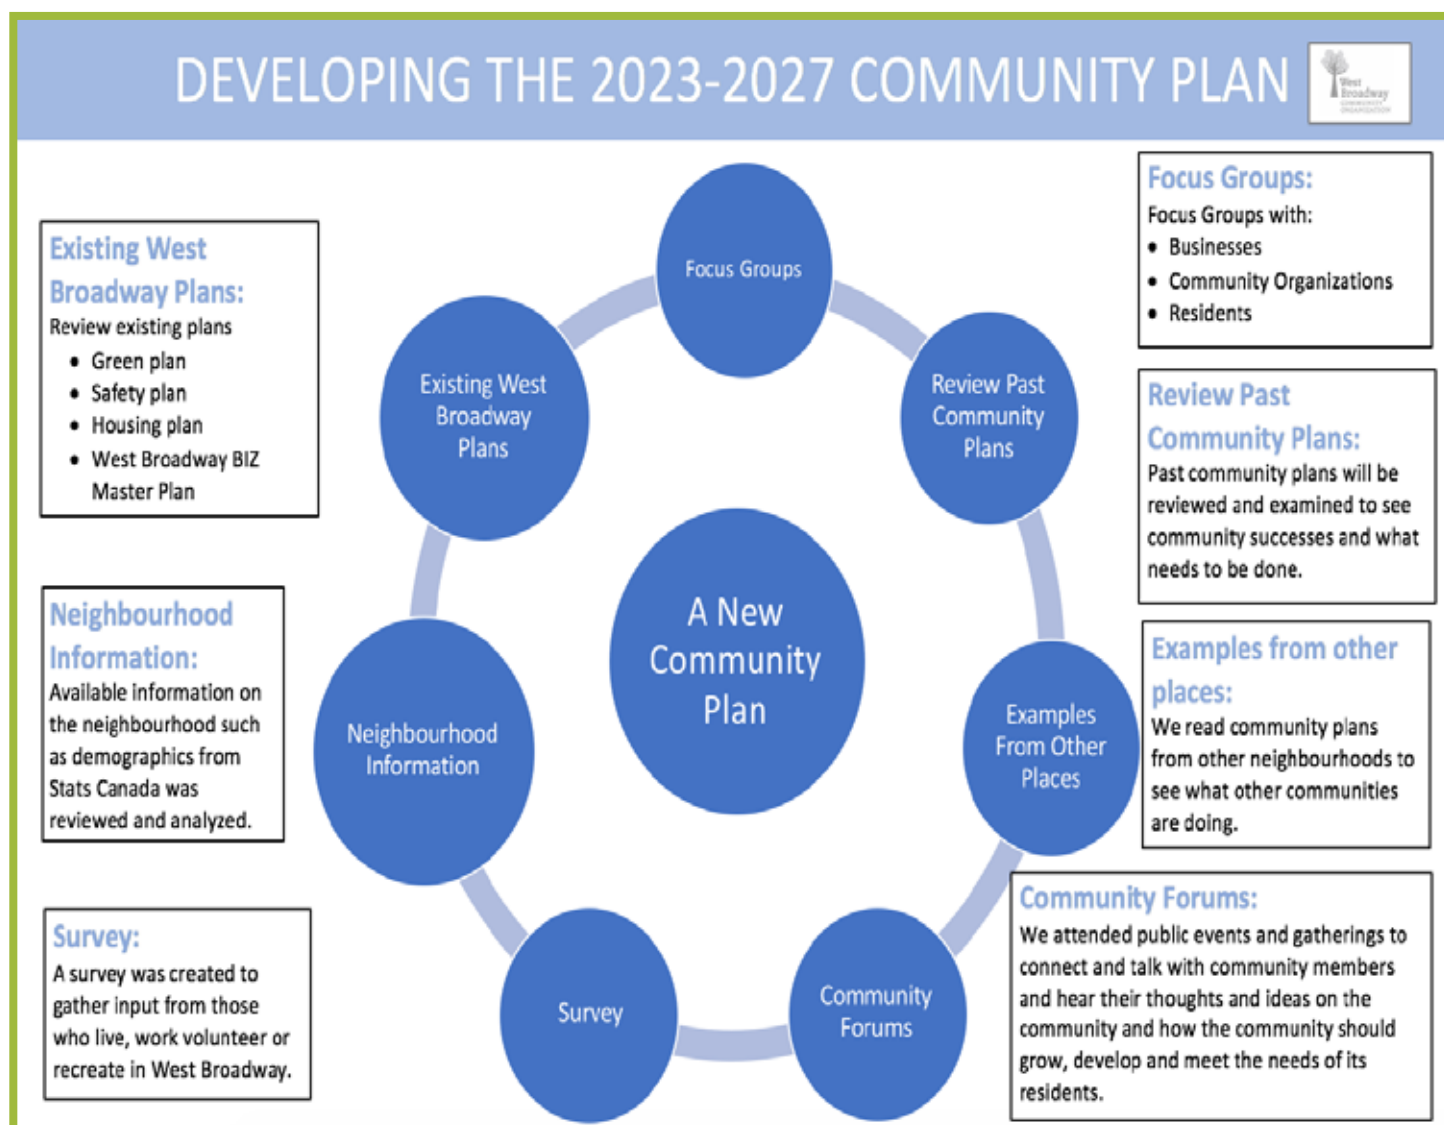 DEVELOPING THE 2023-2027 COMMUNITY PLAN
West
Broadway
COMMUNITY
ORGANIZATION
Existing West
Broadway Plans:
Review existing plans
• Green plan
• Safety plan
• Housing plan
• West Broadway BIZ
Master Plan
Neighbourhood
Information:
Available information on
the neighbourhood such
as demographics from
Stats Canada was
reviewed and analyzed.
Survey:
A survey was created to
gather input from those
who live, work volunteer or
recreate in West Broadway.
Focus Groups
Existing West
Broadway
Plans
Review Past
Community
Plans
A New
Community
Plan
Neighbourhood
Information
Examples
From Other
Places
Survey
Community
Forums
Focus Groups:
Focus Groups with:
• Businesses
• Community Organizations
• Residents
Review Past
Community Plans:
Past community plans will be
reviewed and examined to see
community successes and what
needs to be done.
Examples from other
places:
We read community plans
from other neighbourhoods to
see what other communities
are doing.
Community Forums:
We attended public events and gatherings to
connect and talk with community members
and hear their thoughts and ideas on the
community and how the community should
grow, develop and meet the needs of its
residents.